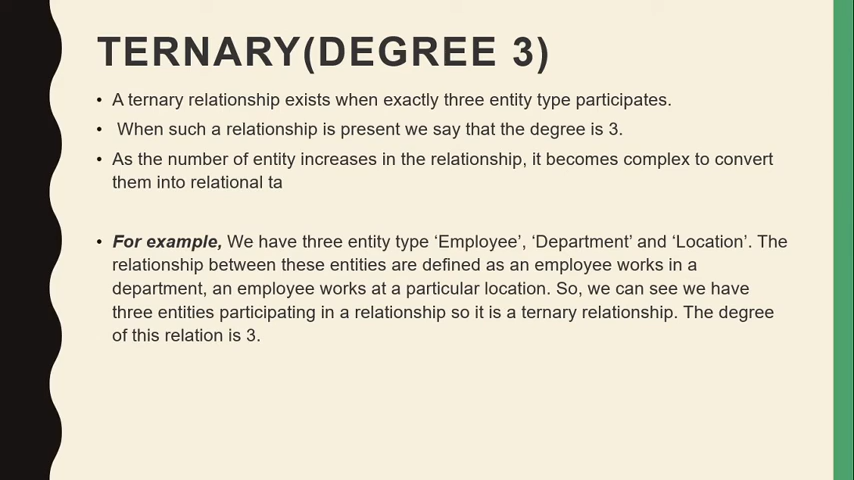 TERNARY(DEGREE 3)
• A ternary relationship exists when exactly three entity type participates.
• When such a relationship is present we say that the degree is 3.
• As the number of entity increases in the relationship, it becomes complex to convert
them into relational ta
• For example, We have three entity type ‘Employee’, ‘Department’ and ‘Location’. The
relationship between these entities are defined as an employee works in a
department, an employee works at a particular location. So, we can see we have
three entities participating in a relationship so it is a ternary relationship. The degree
of this relation is 3.